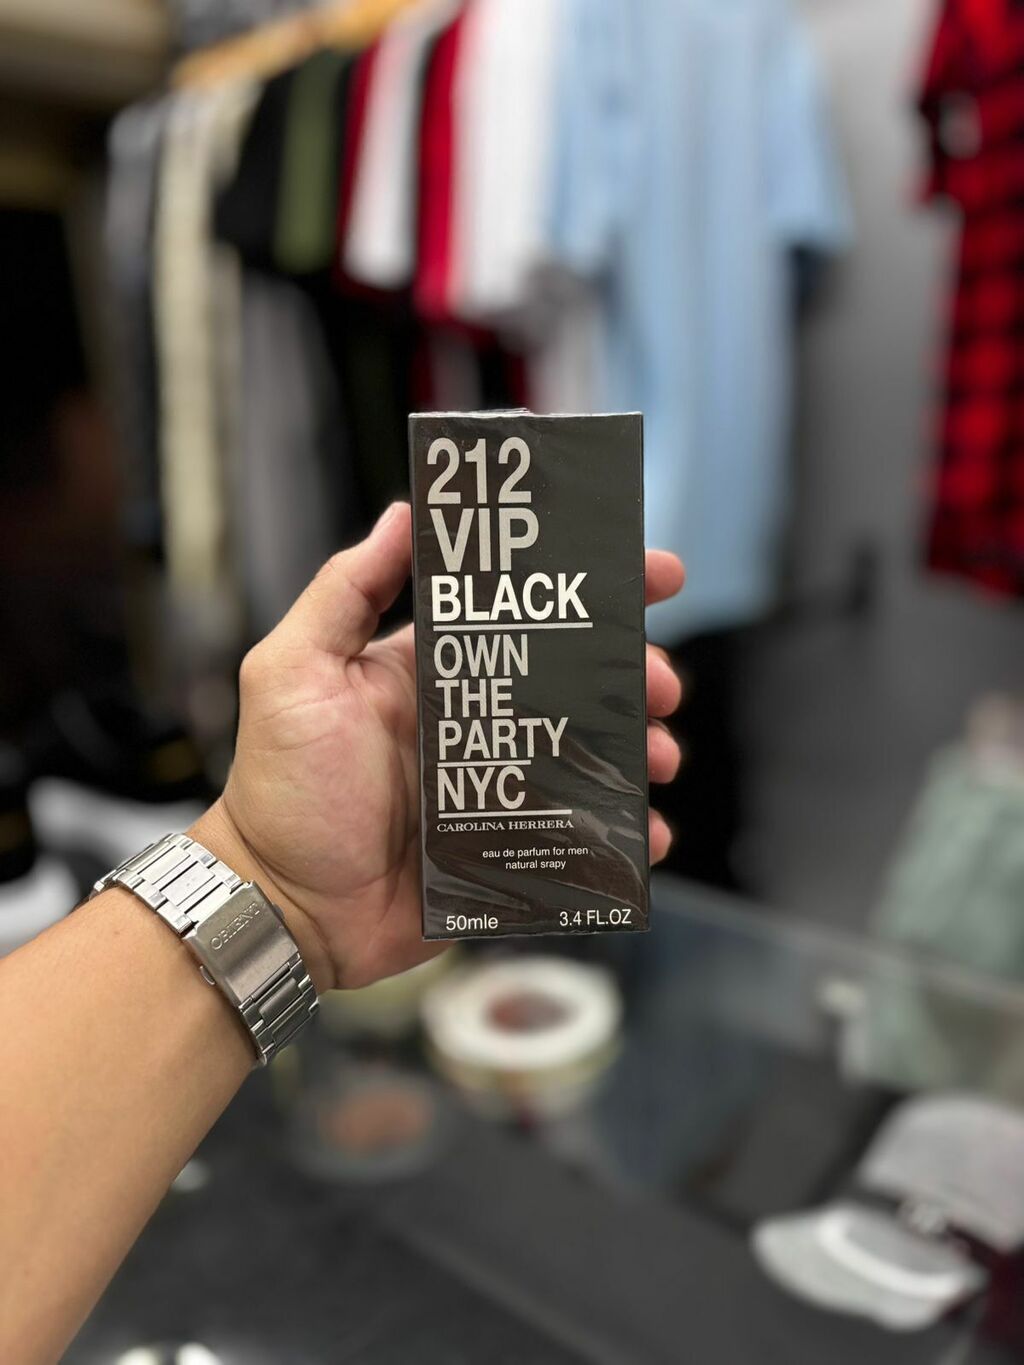 212
VIP
BLACK
OWN
THE
PARTY
NYC
CAROLINA HERRERA
eau de parfum for men
natural srapy
50mle 3.4 FL.OZ
ORIENT